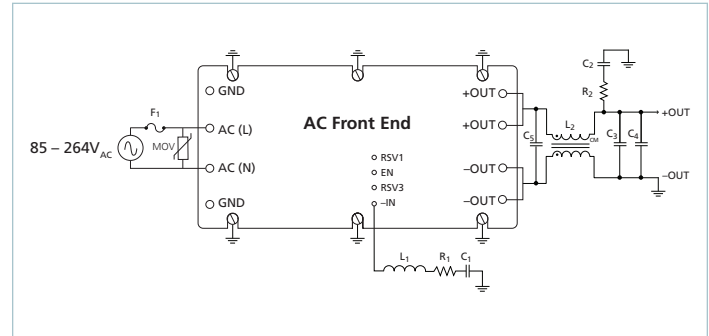 C2
R2
GND
+OUT
F1
AC Front End
+OUT
L2
+OUT
AC (L)
85 – 264VAC
MOV
C5
CM
C3
C4
RSV1
AC (N)
EN
–OUT
–OUT
RSV3
–IN
–OUT
GND
L1
R1
C1